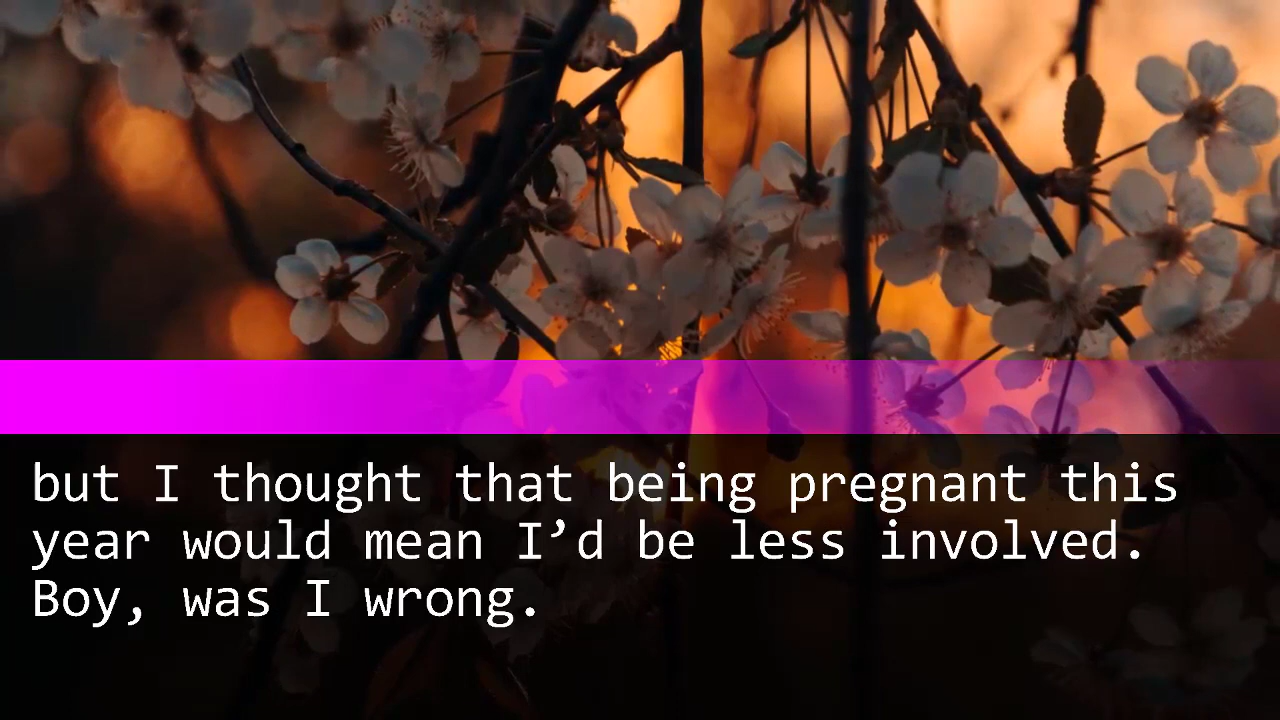 but I thought that being pregnant this
year would mean I’d be less involved.
Boy, was I wrong.